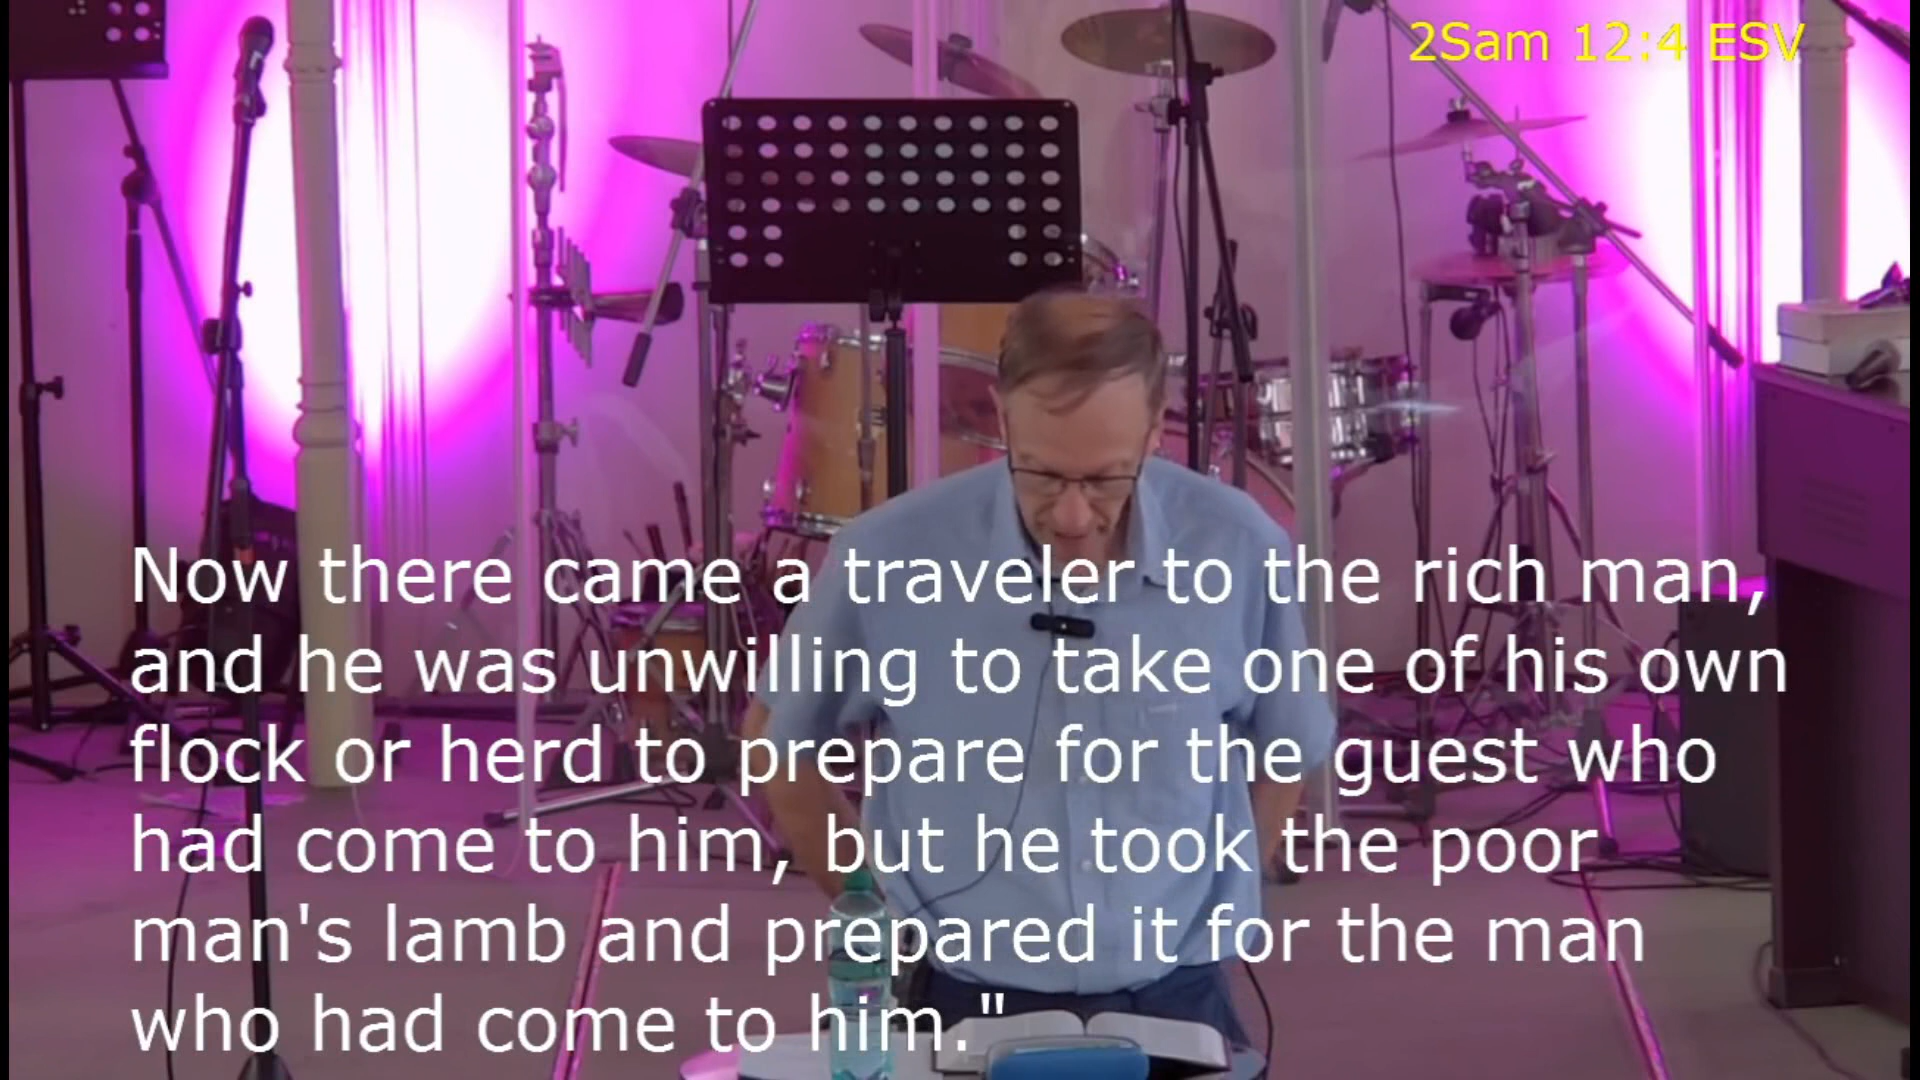 2Sam 12:4 ESV
Now there came a traveler to the rich man,
and he was unwilling to take one of his own
flock or herd to prepare for the guest who
had come to him, but he took the poor
man's lamb and prepared it for the man
who had come to him."